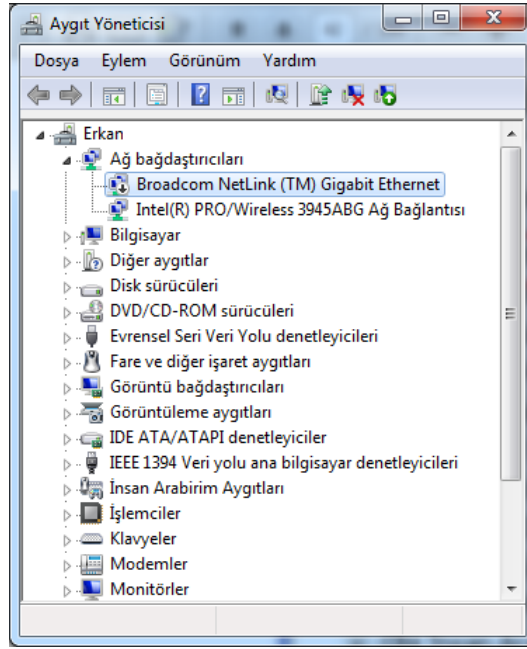 Aygıt Yöneticisi
Dosya Eylem Görünüm Yardım
Erkan
Ağ bağdaştırıcıları
Broadcom NetLink (TM) Gigabit Ethernet
Intel(R) PRO/Wireless 3945ABG Ağ Bağlantısı
Bilgisayar
Diğer aygıtlar
Disk sürücüleri
DVD/CD-ROM sürücüleri
Evrensel Seri Veri Yolu denetleyicileri
Fare ve diğer işaret aygıtları
Görüntü bağdaştırıcıları
Görüntüleme aygıtları
IDE ATA/ATAPI denetleyiciler
IEEE 1394 Veri yolu ana bilgisayar denetleyicileri
İnsan Arabirim Aygıtları
İşlemciler
Klavyeler
Modemler
Monitörler